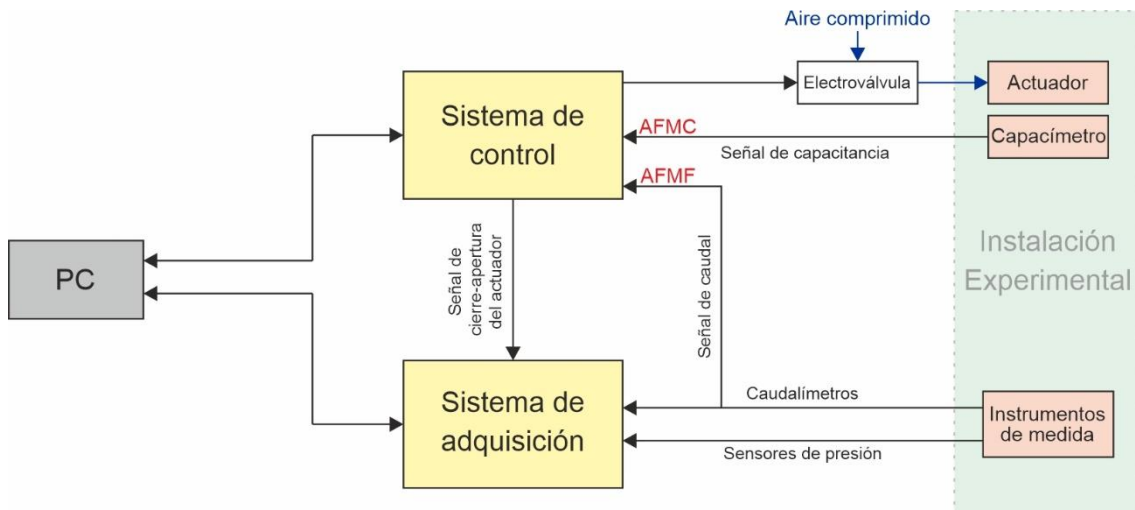 Aire comprimido
Sistema de
control
Electroválvula
Actuador
AFMC
Capacímetro
Señal de capacitancia
AFMF
PC
Señal de
cierre-apertura
del actuador
Señal de caudal
Instalación
Experimental
Sistema de
adquisición
Caudalímetros
Sensores de presión
Instrumentos
de medida